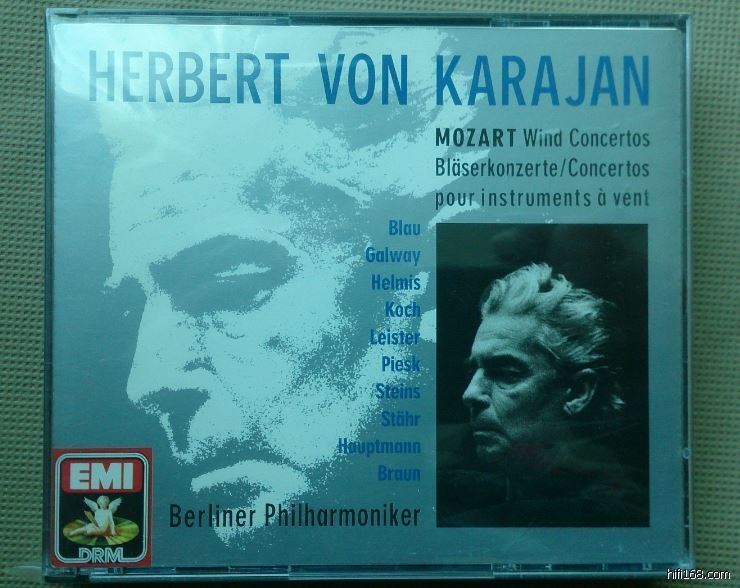 HERBERT VON KARAJAN
MOZART Wind Concertos
Bläserkonzerte/Concertos
pour instruments à vent
Blau
Galway
Helmis
Koch
Leister
Piesk
Steins
Stähr
Hauptmann
Braun
Berliner Philharmoniker
EMI
DRM
hifi168.com